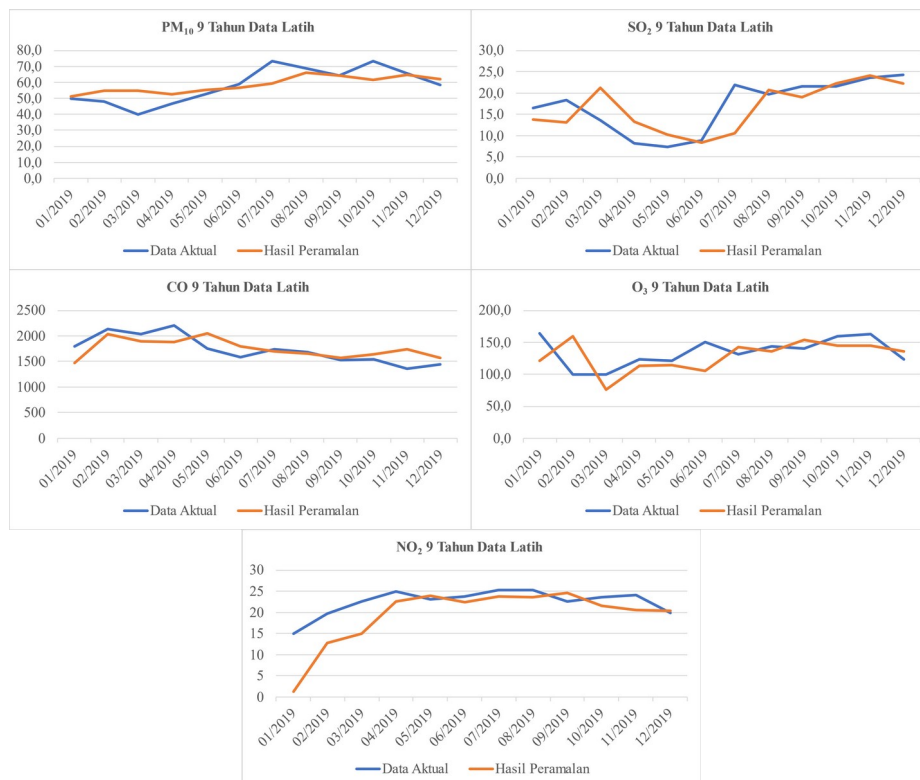 PM₁₀ 9 Tahun Data Latih
80,0
70,0
60,0
50,0
40,0
30,0
20,0
10,0
0,0
01/2019 02/2019 03/2019 04/2019 05/2019 06/2019 07/2019 08/2019 09/2019 10/2019 11/2019 12/2019
Data Aktual Hasil Peramalan
SO₂ 9 Tahun Data Latih
30,0
25,0
20,0
15,0
10,0
5,0
0,0
01/2019 02/2019 03/2019 04/2019 05/2019 06/2019 07/2019 08/2019 09/2019 10/2019 11/2019 12/2019
Data Aktual Hasil Peramalan
CO 9 Tahun Data Latih
2500
2000
1500
1000
500
0
01/2019 02/2019 03/2019 04/2019 05/2019 06/2019 07/2019 08/2019 09/2019 10/2019 11/2019 12/2019
Data Aktual Hasil Peramalan
O₃ 9 Tahun Data Latih
200,0
150,0
100,0
50,0
0,0
01/2019 02/2019 03/2019 04/2019 05/2019 06/2019 07/2019 08/2019 09/2019 10/2019 11/2019 12/2019
Data Aktual Hasil Peramalan
NO₂ 9 Tahun Data Latih
30
25
20
15
10
5
0
01/2019 02/2019 03/2019 04/2019 05/2019 06/2019 07/2019 08/2019 09/2019 10/2019 11/2019 12/2019
Data Aktual Hasil Peramalan